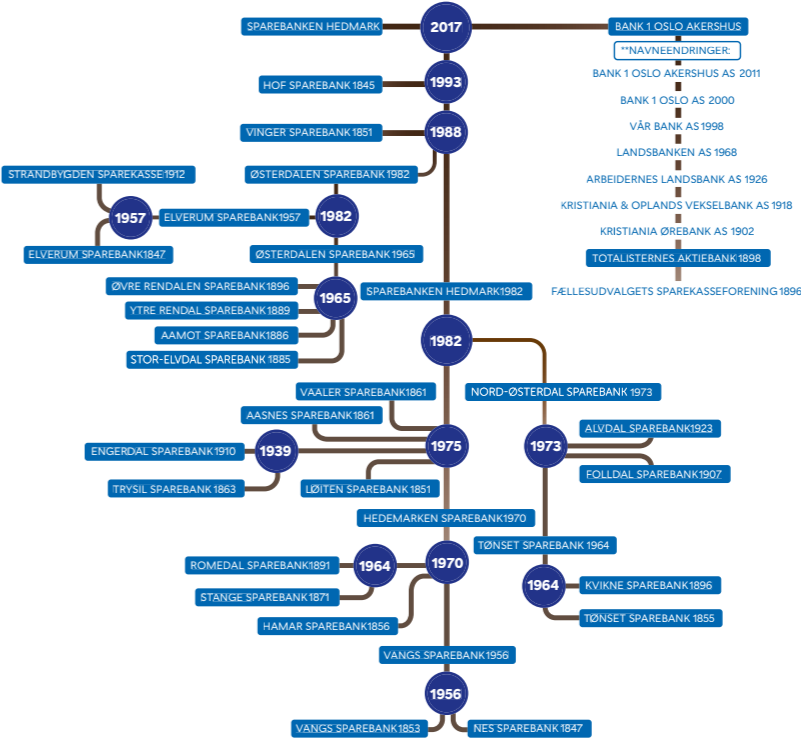 SPAREBANKEN HEDMARK
2017
BANK 1 OSLO AKERSHUS
**NAVNEENDRINGER:
BANK 1 OSLO AKERSHUS AS 2011
BANK 1 OSLO AS 2000
VÅR BANK AS 1998
LANDSBANKEN AS 1968
ARBEIDERNES LANDSBANK AS 1926
KRISTIANIA & OPLANDS VEKSELBANK AS 1918
KRISTIANIA ØREBANK AS 1902
TOTALISTERNES AKTIEBANK 1898
FÆLLESUDVALGETS SPAREKASSEFORENING 1896
1993
HOF SPAREBANK 1845
1988
VINGER SPAREBANK 1851
STRANDBYGDEN SPAREKASSE 1912
ØSTERDALEN SPAREBANK 1982
1957
ELVERUM SPAREBANK 1957
1982
ELVERUM SPAREBANK 1847
ØSTERDALEN SPAREBANK 1965
ØVRE RENDALEN SPAREBANK 1896
1965
YTRE RENDAL SPAREBANK 1889
AAMOT SPAREBANK 1886
STOR-ELVDAL SPAREBANK 1885
SPAREBANKEN HEDMARK 1982
1982
NORD-ØSTERDAL SPAREBANK 1973
VAALER SPAREBANK 1861
AASNES SPAREBANK 1861
ENGERDAL SPAREBANK 1910
1939
1975
TRYSIL SPAREBANK 1863
LØITEN SPAREBANK 1851
ALVDAL SPAREBANK 1923
1973
FOLLDAL SPAREBANK 1907
HEDEMARKEN SPAREBANK 1970
TØNSET SPAREBANK 1964
ROMEDAL SPAREBANK 1891
1964
1970
STANGE SPAREBANK 1871
HAMAR SPAREBANK 1856
1964
KVIKNE SPAREBANK 1896
TØNSET SPAREBANK 1855
VANGS SPAREBANK 1956
1956
VANGS SPAREBANK 1853
NES SPAREBANK 1847